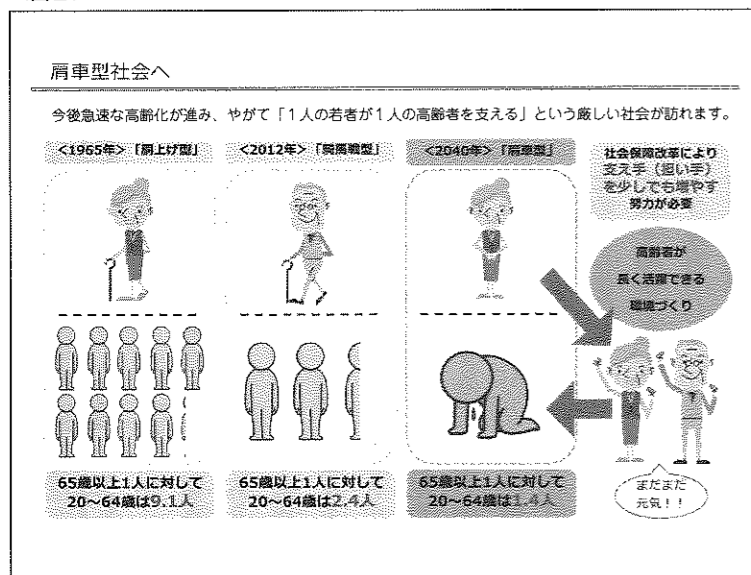 肩車型社会へ
今後急速な高齢化が進み、やがて「1人の若者が1人の高齢者を支える」という厳しい社会が訪れます。
<1965年>「胴上げ型」
<2012年>「騎馬戦型」
<2040年>「肩車型」
社会保障改革により
支え手(担い手)
を少しでも増やす
努力が必要
高齢者が
長く活躍できる
環境づくり
65歳以上1人に対して
20~64歳は9.1人
65歳以上1人に対して
20~64歳は2.4人
65歳以上1人に対して
20~64歳は1.4人
まだまだ
元気!!